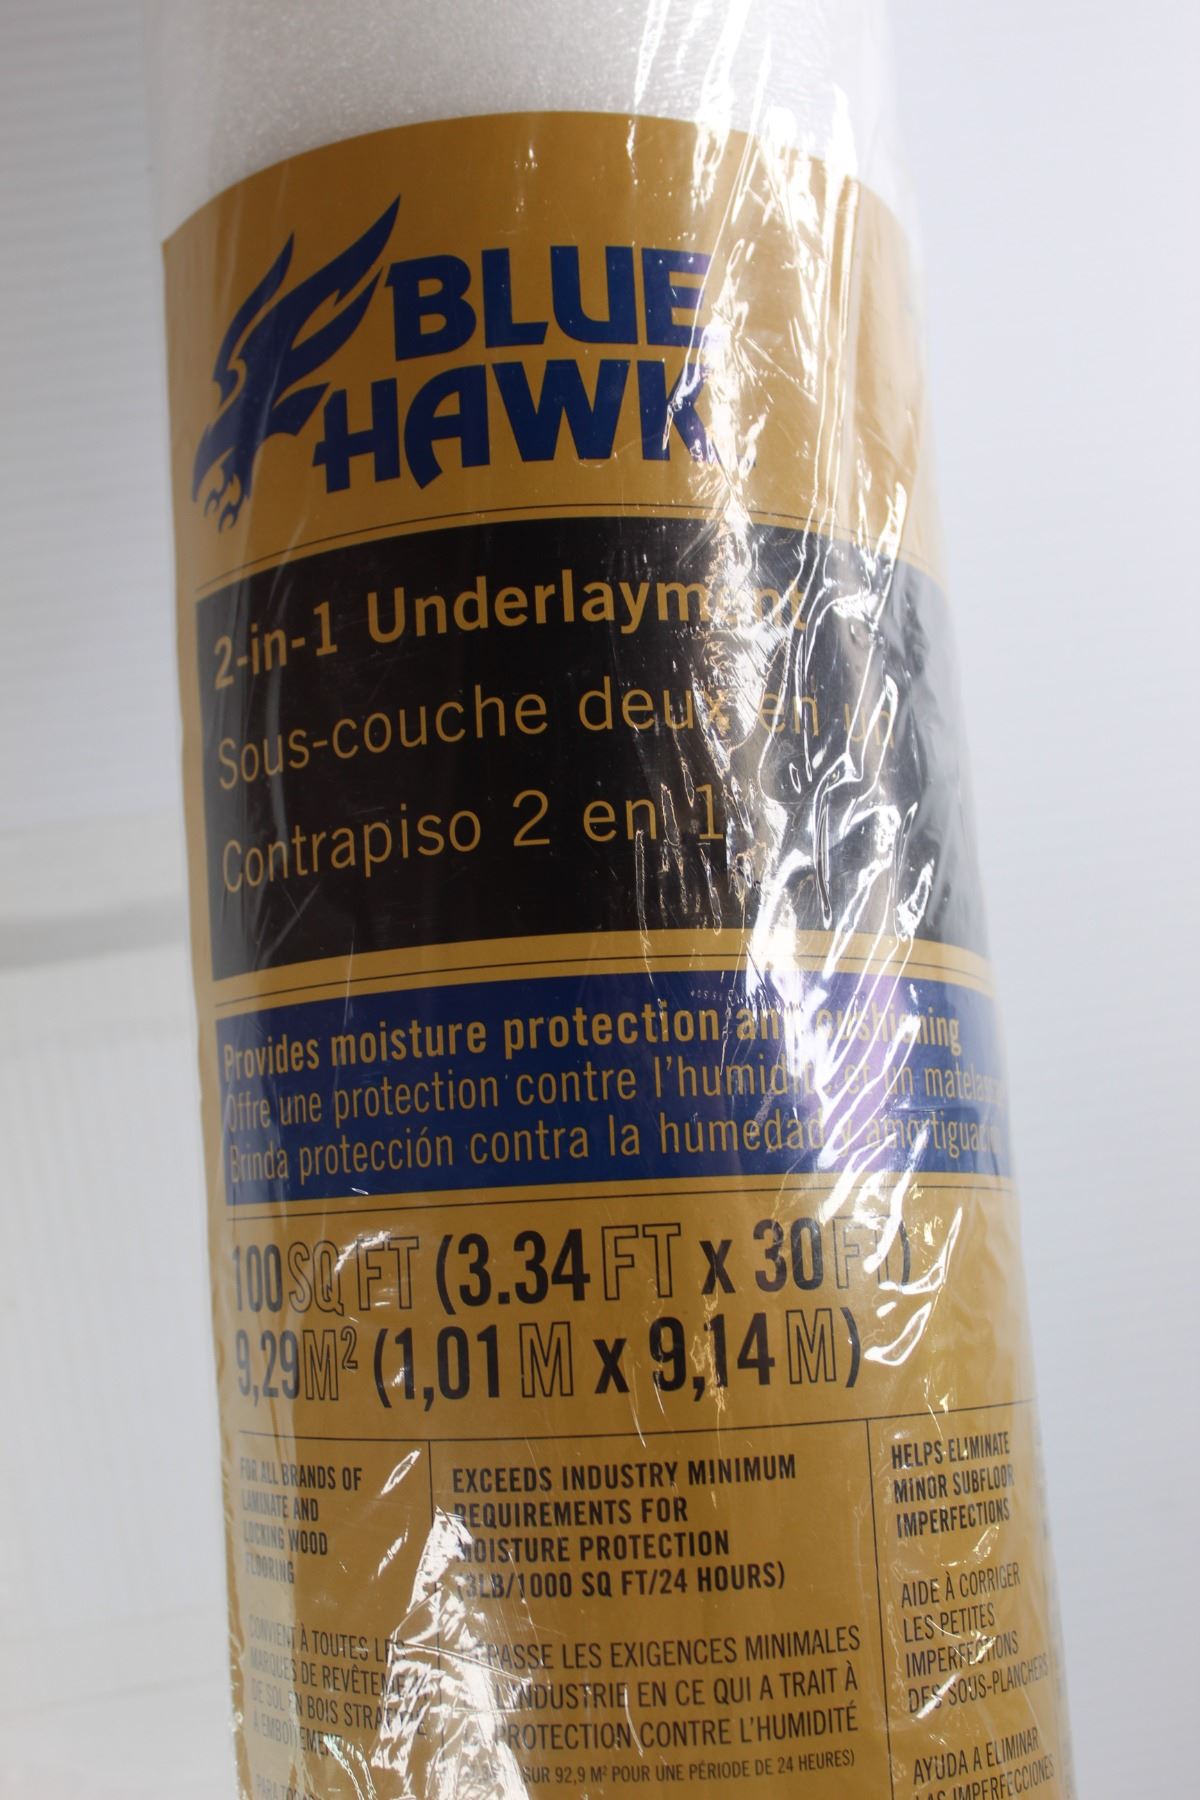 BLUE
HAWK
2-in-1 Underlayment
Sous-couche deux en un
Contrapiso 2 en 1
Provides moisture protection and cushioning
Offre une protection contre l'humidité et un
Brinda protección contra la humedad y
100 SQ FT (3.34 FT x 30 FT)
9,29 M² (1,01 M x 9,14 M)
FOR ALL BRANDS OF
LAMINATE AND
LOCKING WOOD
FLOORING
CONVIENT À TOUTES LES
MARQUES DE REVÊTEMENT
DE SOL EN BOIS STRATIFIÉ
EXCEEDS INDUSTRY MINIMUM
REQUIREMENTS FOR
MOISTURE PROTECTION
(3LB/1000 SQ FT/24 HOURS)
DÉPASSE LES EXIGENCES MINIMALES
L'INDUSTRIE EN CE QUI A TRAIT À
PROTECTION CONTRE L'HUMIDITÉ
SUR 92,9 M² POUR UNE PÉRIODE DE 24 HEURES)
HELPS ELIMINATE
MINOR SUBFLOOR
IMPERFECTIONS
AIDE À CORRIGER
LES PETITES
IMPERFECTIONS
DES SOUS-PLANCHERS
AYUDA A ELIMINAR
LAS IMPERFECCIONES